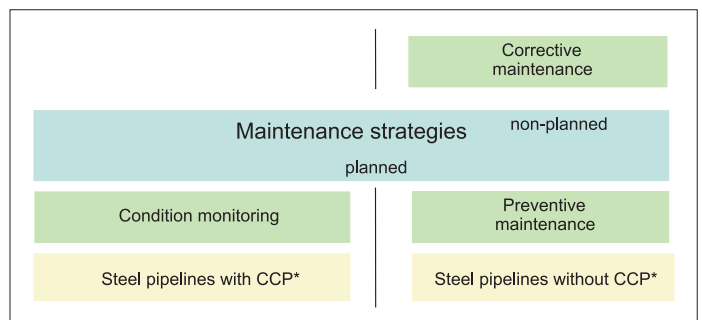 Corrective
maintenance
non-planned
Maintenance strategies
planned
Condition monitoring
Preventive
maintenance
Steel pipelines with CCP*
Steel pipelines without CCP*